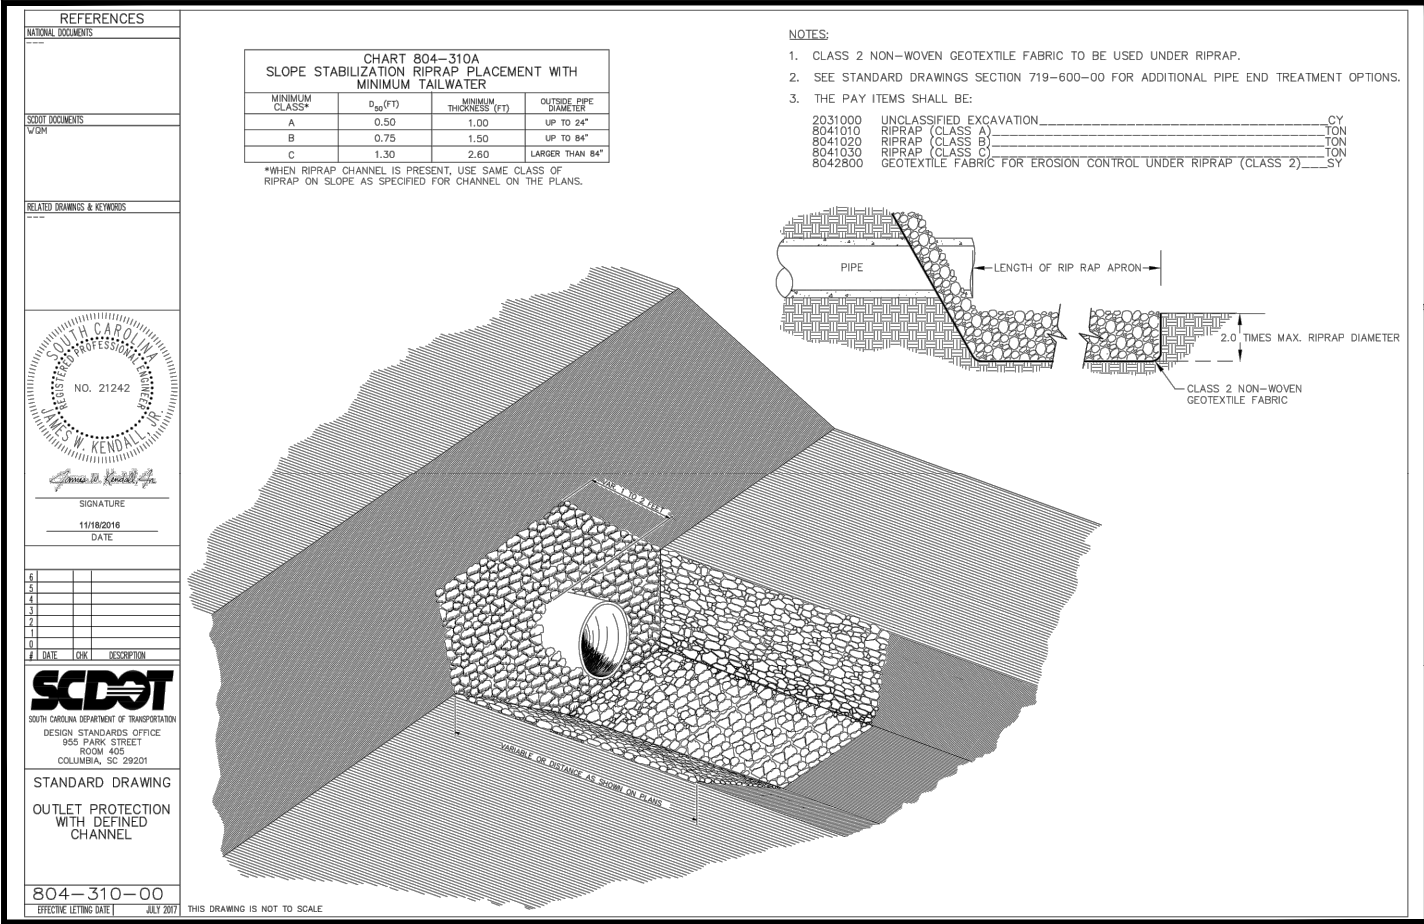 REFERENCES
NATIONAL DOCUMENTS
---
SCDOT DOCUMENTS
WQM
RELATED DRAWINGS & KEYWORDS
---
SOUTH CAROLINA
REGISTERED PROFESSIONAL ENGINEER
NO. 21242
JAMES W. KENDALL, JR.
James W. Kendall, Jr.
SIGNATURE
11/18/2016
DATE
6
5
4
3
2
1
0
# DATE CHK DESCRIPTION
SCDOT
SOUTH CAROLINA DEPARTMENT OF TRANSPORTATION
DESIGN STANDARDS OFFICE
955 PARK STREET
ROOM 405
COLUMBIA, SC 29201
STANDARD DRAWING
OUTLET PROTECTION
WITH DEFINED
CHANNEL
804-310-00
EFFECTIVE LETTING DATE JULY 2017
CHART 804-310A
SLOPE STABILIZATION RIPRAP PLACEMENT WITH
MINIMUM TAILWATER
MINIMUM CLASS* D50 (FT) MINIMUM THICKNESS (FT) OUTSIDE PIPE DIAMETER
A 0.50 1.00 UP TO 24"
B 0.75 1.50 UP TO 84"
C 1.30 2.60 LARGER THAN 84"
*WHEN RIPRAP CHANNEL IS PRESENT, USE SAME CLASS OF
RIPRAP ON SLOPE AS SPECIFIED FOR CHANNEL ON THE PLANS.
NOTES:
1. CLASS 2 NON-WOVEN GEOTEXTILE FABRIC TO BE USED UNDER RIPRAP.
2. SEE STANDARD DRAWINGS SECTION 719-600-00 FOR ADDITIONAL PIPE END TREATMENT OPTIONS.
3. THE PAY ITEMS SHALL BE:
2031000 UNCLASSIFIED EXCAVATION CY
8041010 RIPRAP (CLASS A) TON
8041020 RIPRAP (CLASS B) TON
8041030 RIPRAP (CLASS C) TON
8042800 GEOTEXTILE FABRIC FOR EROSION CONTROL UNDER RIPRAP (CLASS 2) SY
PIPE
LENGTH OF RIP RAP APRON
2.0 TIMES MAX. RIPRAP DIAMETER
CLASS 2 NON-WOVEN
GEOTEXTILE FABRIC
VAR. 1 TO 2 FEET
VARIABLE OR DISTANCE AS SHOWN ON PLANS
THIS DRAWING IS NOT TO SCALE